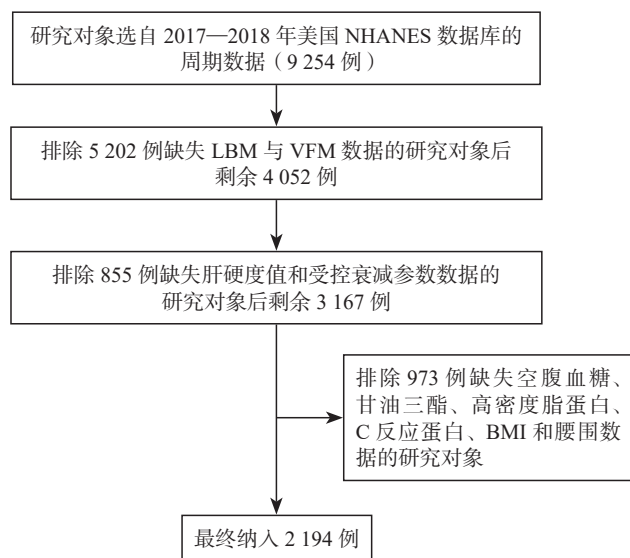 研究对象选自 2017—2018 年美国 NHANES 数据库的
周期数据（9 254 例）
排除 5 202 例缺失 LBM 与 VFM 数据的研究对象后
剩余 4 052 例
排除 855 例缺失肝硬度值和受控衰减参数数据的
研究对象后剩余 3 167 例
排除 973 例缺失空腹血糖、
甘油三酯、高密度脂蛋白、
C 反应蛋白、BMI 和腰围数
据的研究对象
最终纳入 2 194 例